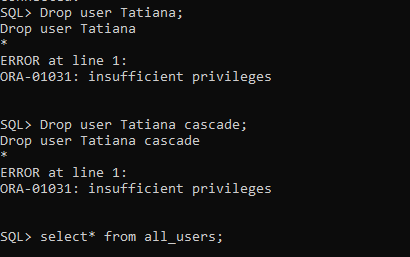 SQL> Drop user Tatiana;
Drop user Tatiana
*
ERROR at line 1:
ORA-01031: insufficient privileges
SQL> Drop user Tatiana cascade;
Drop user Tatiana cascade
*
ERROR at line 1:
ORA-01031: insufficient privileges
SQL> select* from all_users;